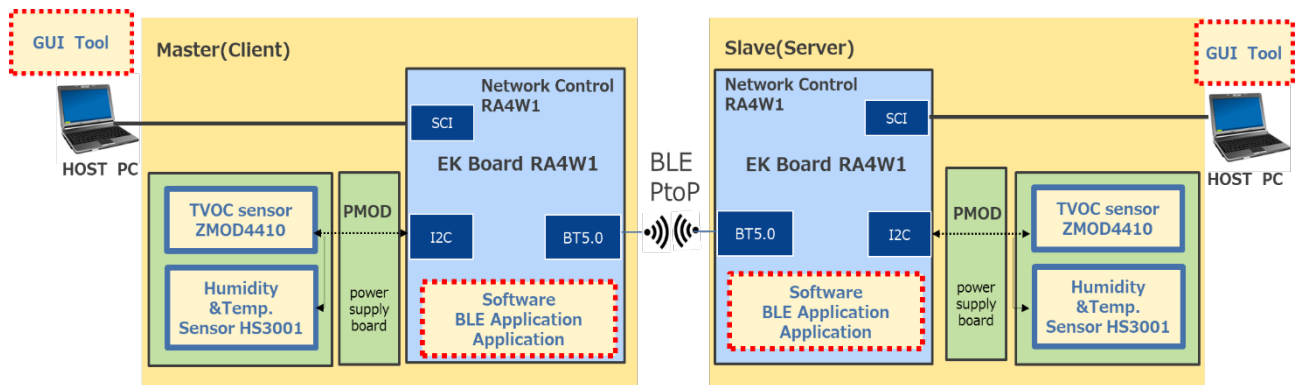 GUI Tool
HOST PC
Master(Client)
Network Control
RA4W1
SCI
EK Board RA4W1
I2C
BT5.0
Software
BLE Application
Application
TVOC sensor
ZMOD4410
Humidity
&Temp.
Sensor HS3001
PMOD
power
supply
board
BLE
PtoP
Slave(Server)
Network Control
RA4W1
SCI
EK Board RA4W1
BT5.0
I2C
Software
BLE Application
Application
PMOD
power
supply
board
TVOC sensor
ZMOD4410
Humidity
&Temp.
Sensor HS3001
GUI Tool
HOST PC